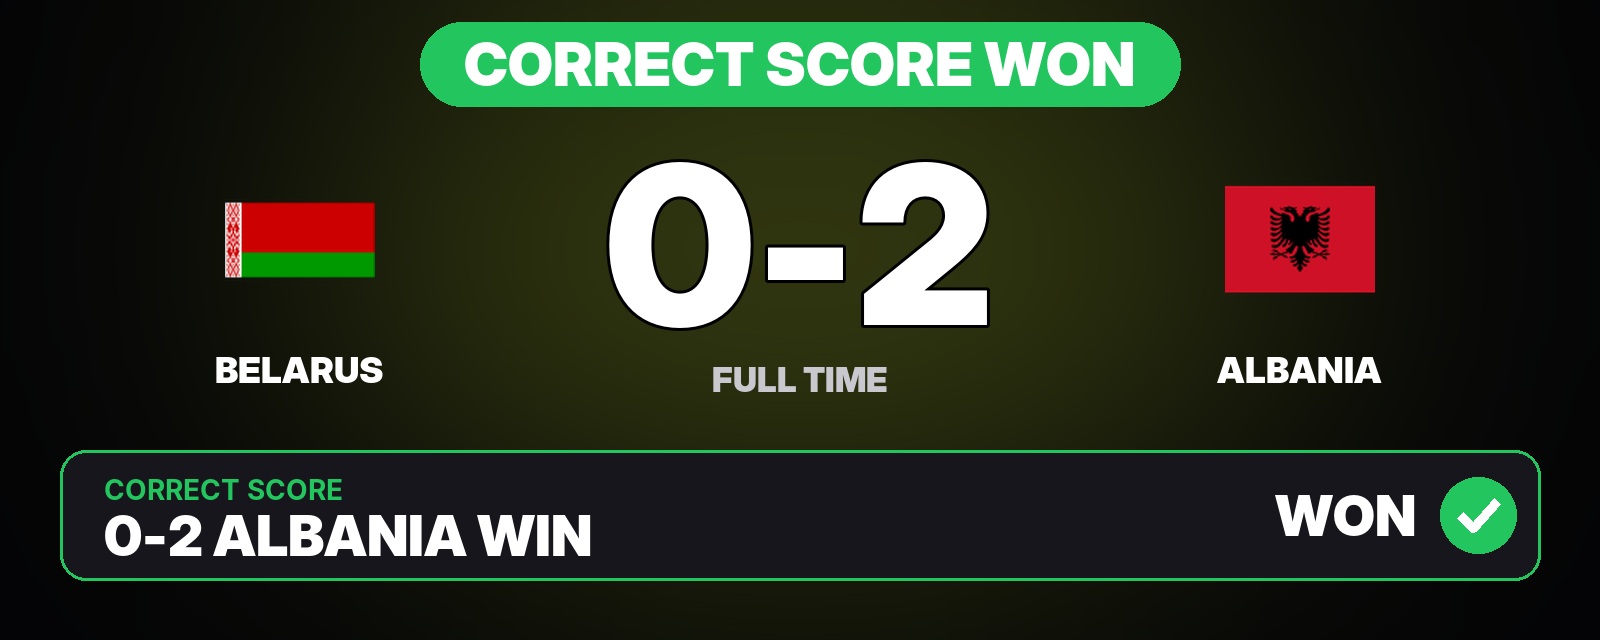 CORRECT SCORE WON
0-2
BELARUS
FULL TIME
ALBANIA
CORRECT SCORE
0-2 ALBANIA WIN
WON